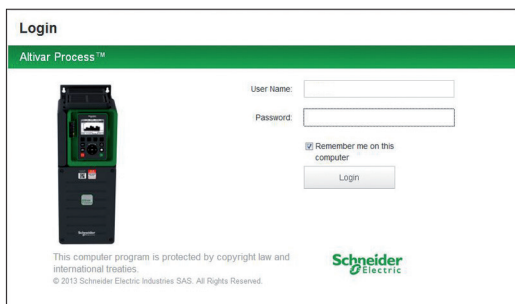 Login
Altivar Process™
User Name:
Password:
Remember me on this
computer
Login
This computer program is protected by copyright law and
international treaties.
© 2013 Schneider Electric Industries SAS. All Rights Reserved.
Schneider
Electric